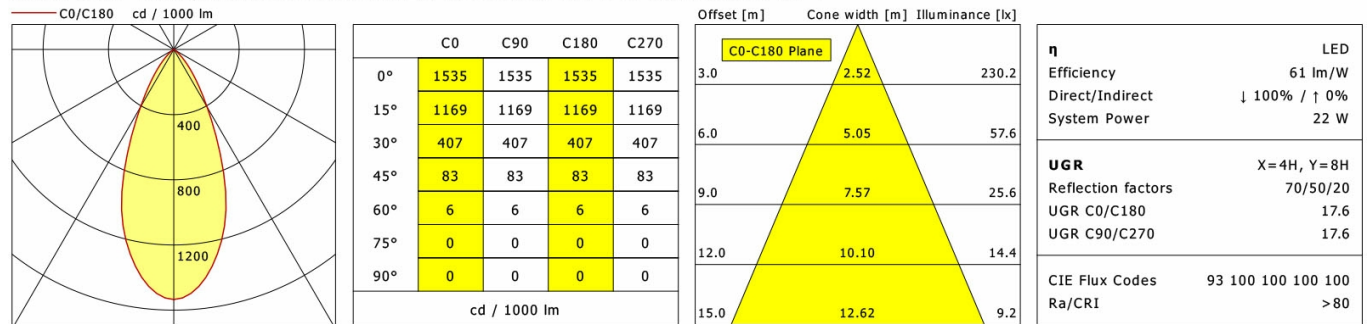 C0/C180 cd / 1000 lm
400
800
1200
C0 C90 C180 C270
0° 1535 1535 1535 1535
15° 1169 1169 1169 1169
30° 407 407 407 407
45° 83 83 83 83
60° 6 6 6 6
75° 0 0 0 0
90° 0 0 0 0
cd / 1000 lm
Offset [m] Cone width [m] Illuminance [lx]
C0-C180 Plane
3.0 2.52 230.2
6.0 5.05 57.6
9.0 7.57 25.6
12.0 10.10 14.4
15.0 12.62 9.2
η LED
Efficiency 61 lm/W
Direct/Indirect ↓ 100% / ↑ 0%
System Power 22 W
UGR X=4H, Y=8H
Reflection factors 70/50/20
UGR C0/C180 17.6
UGR C90/C270 17.6
CIE Flux Codes 93 100 100 100 100
Ra/CRI >80